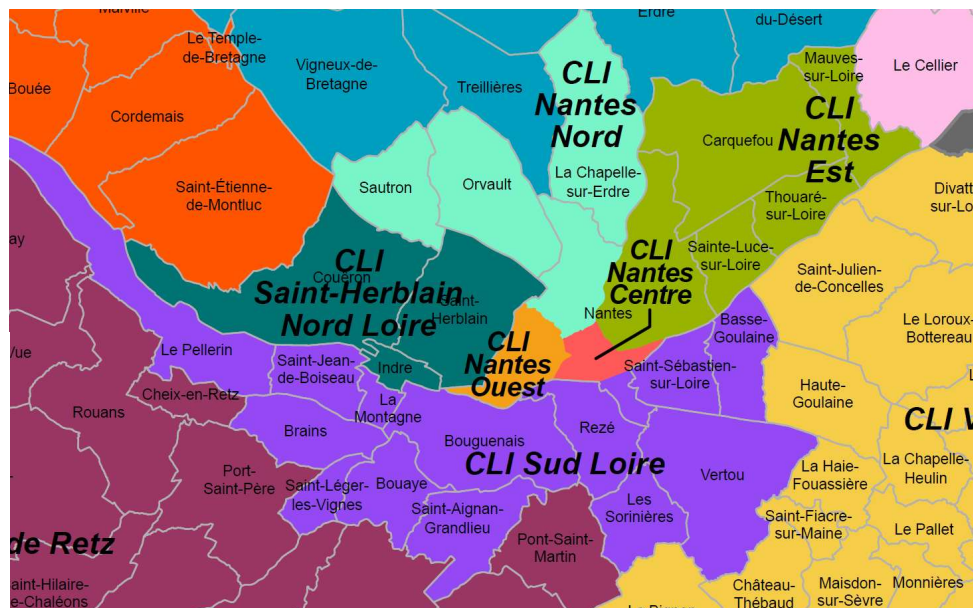 Marville
Erdre
du-Désert
Le Temple-
de-Bretagne
Vigneux-de-
Bretagne
Treillières
CLI
Nantes
Nord
Mauves-
sur-Loire
Le Cellier
Bouée
Cordemais
CLI
Nantes
Est
Carquefou
La Chapelle-
sur-Erdre
Saint-Étienne-
de-Montluc
Sautron
Orvault
Thouaré-
sur-Loire
Divatt
sur-Lo
ay
CLI
Saint-Herblain
Nord Loire
Couëron
Saint-
Herblain
CLI
Nantes
Centre
Sainte-Luce-
sur-Loire
Saint-Julien-
de-Concelles
Nantes
Basse-
Goulaine
Le Loroux-
Bottereau
Vue
Le Pellerin
Saint-Jean-
de-Boiseau
Indre
CLI
Nantes
Ouest
Saint-Sébastien-
sur-Loire
L
Cheix-en-Retz
La
Montagne
Haute-
Goulaine
Rouans
Brains
Bouguenais
Rezé
CLI V
CLI Sud Loire
Port-
Saint-Père
Saint-Léger-
les-Vignes
Bouaye
Vertou
La Haie-
Fouassière
La Chapelle-
Heulin
Saint-Aignan-
Grandlieu
Les
Sorinières
Saint-Fiacre-
sur-Maine
Le Pallet
de Retz
Pont-Saint-
Martin
aint-Hilaire-
e-Chaléons
Château-
Thébaud
Maisdon-
sur-Sèvre
Monnières